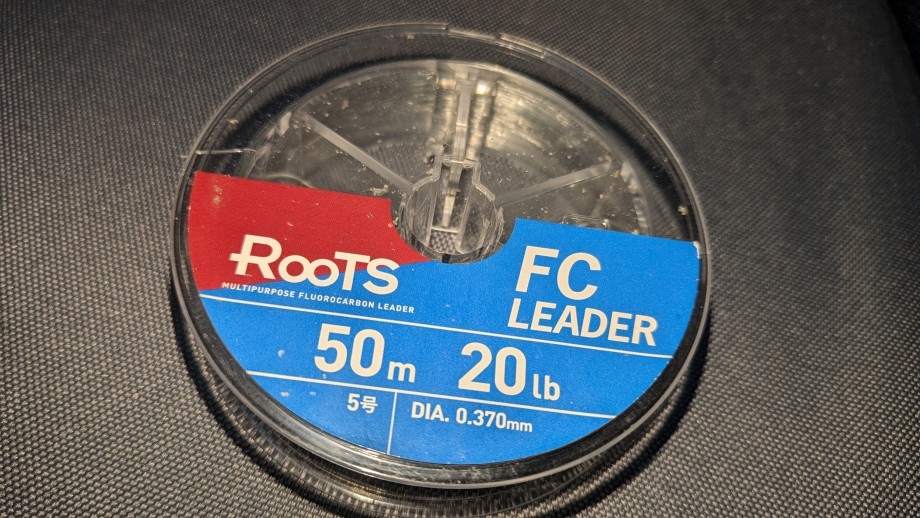 RooTS
MULTIPURPOSE FLUOROCARBON LEADER
FC
LEADER
50m 20lb
5号
DIA. 0.370mm